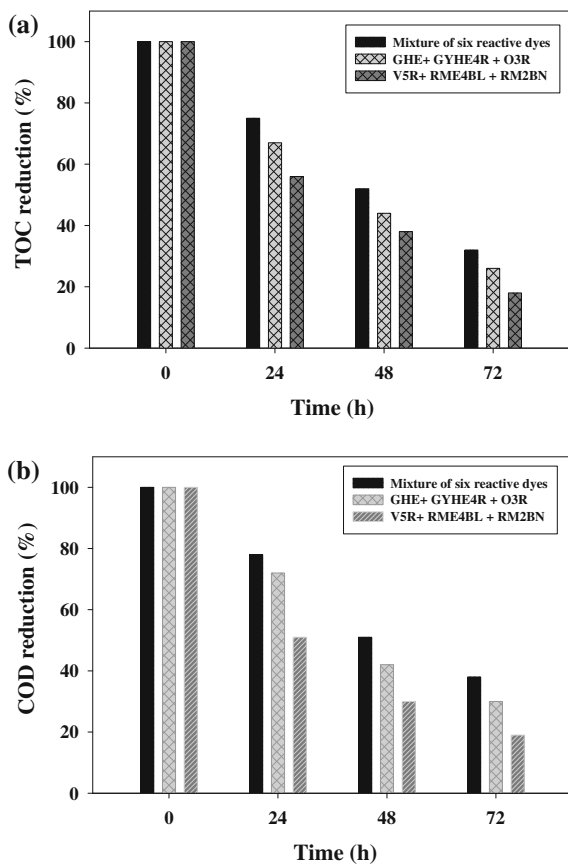 (a)
TOC reduction (%)
100
80
60
40
20
0
Mixture of six reactive dyes
GHE+ GYHE4R + O3R
V5R+ RME4BL + RM2BN
0 24 48 72
Time (h)
(b)
COD reduction (%)
100
80
60
40
20
0
Mixture of six reactive dyes
GHE+ GYHE4R + O3R
V5R+ RME4BL + RM2BN
0 24 48 72
Time (h)